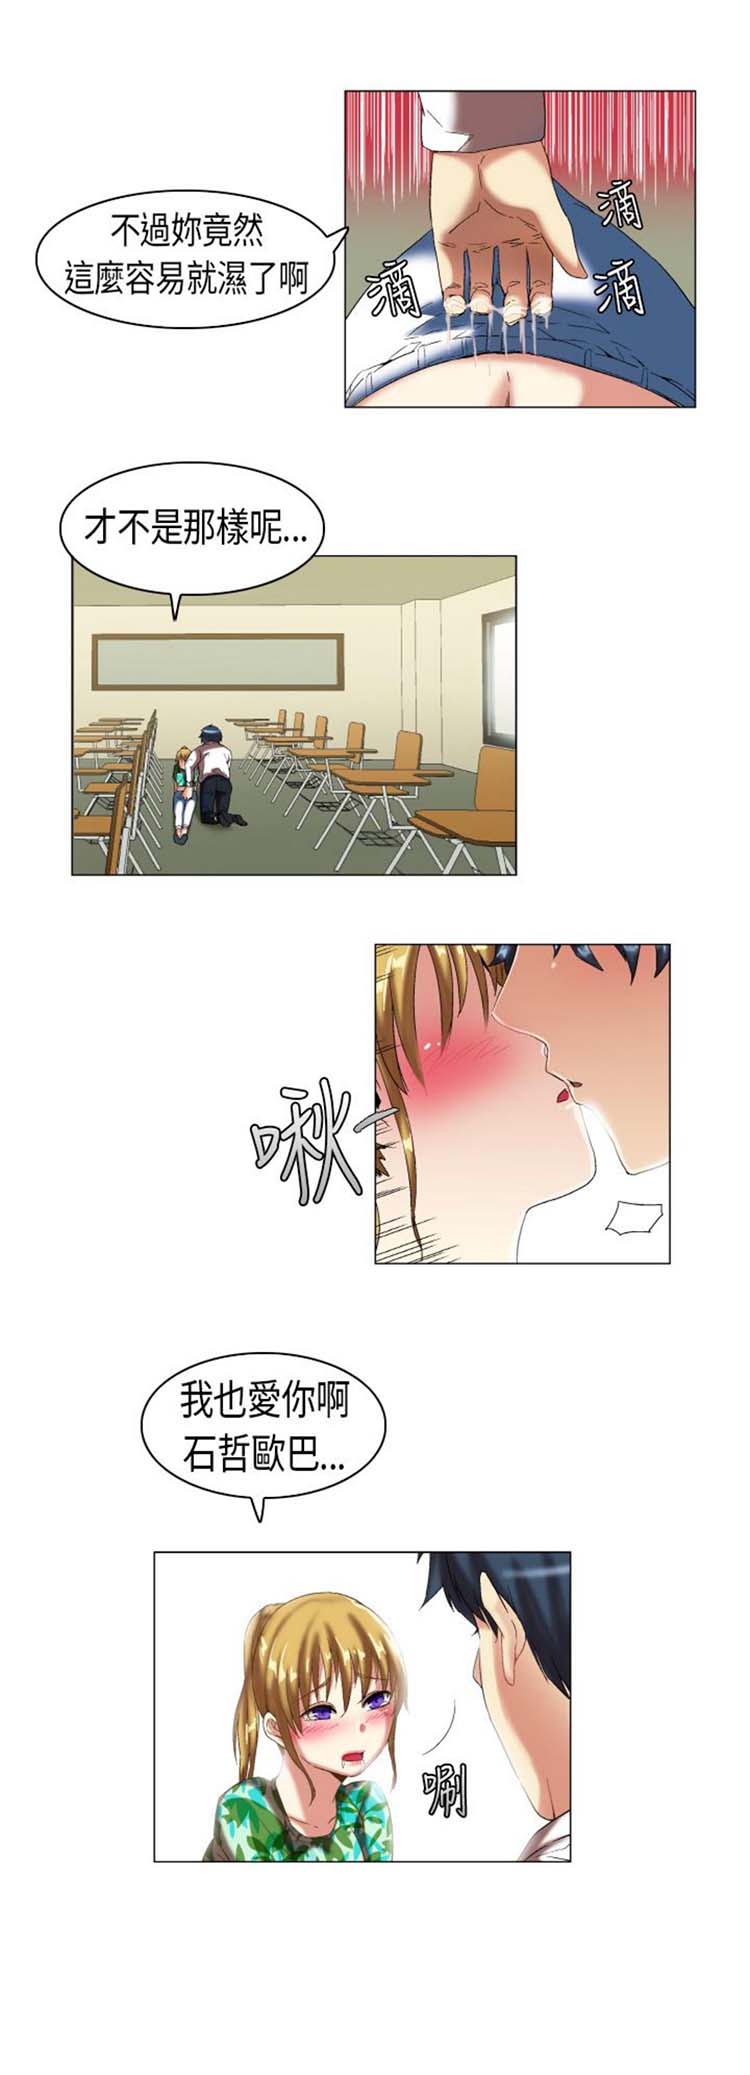 不過妳竟然
這麼容易就濕了啊
滴
滴
滴
才不是那樣呢...
啾
我也愛你啊
石哲歐巴...
唰